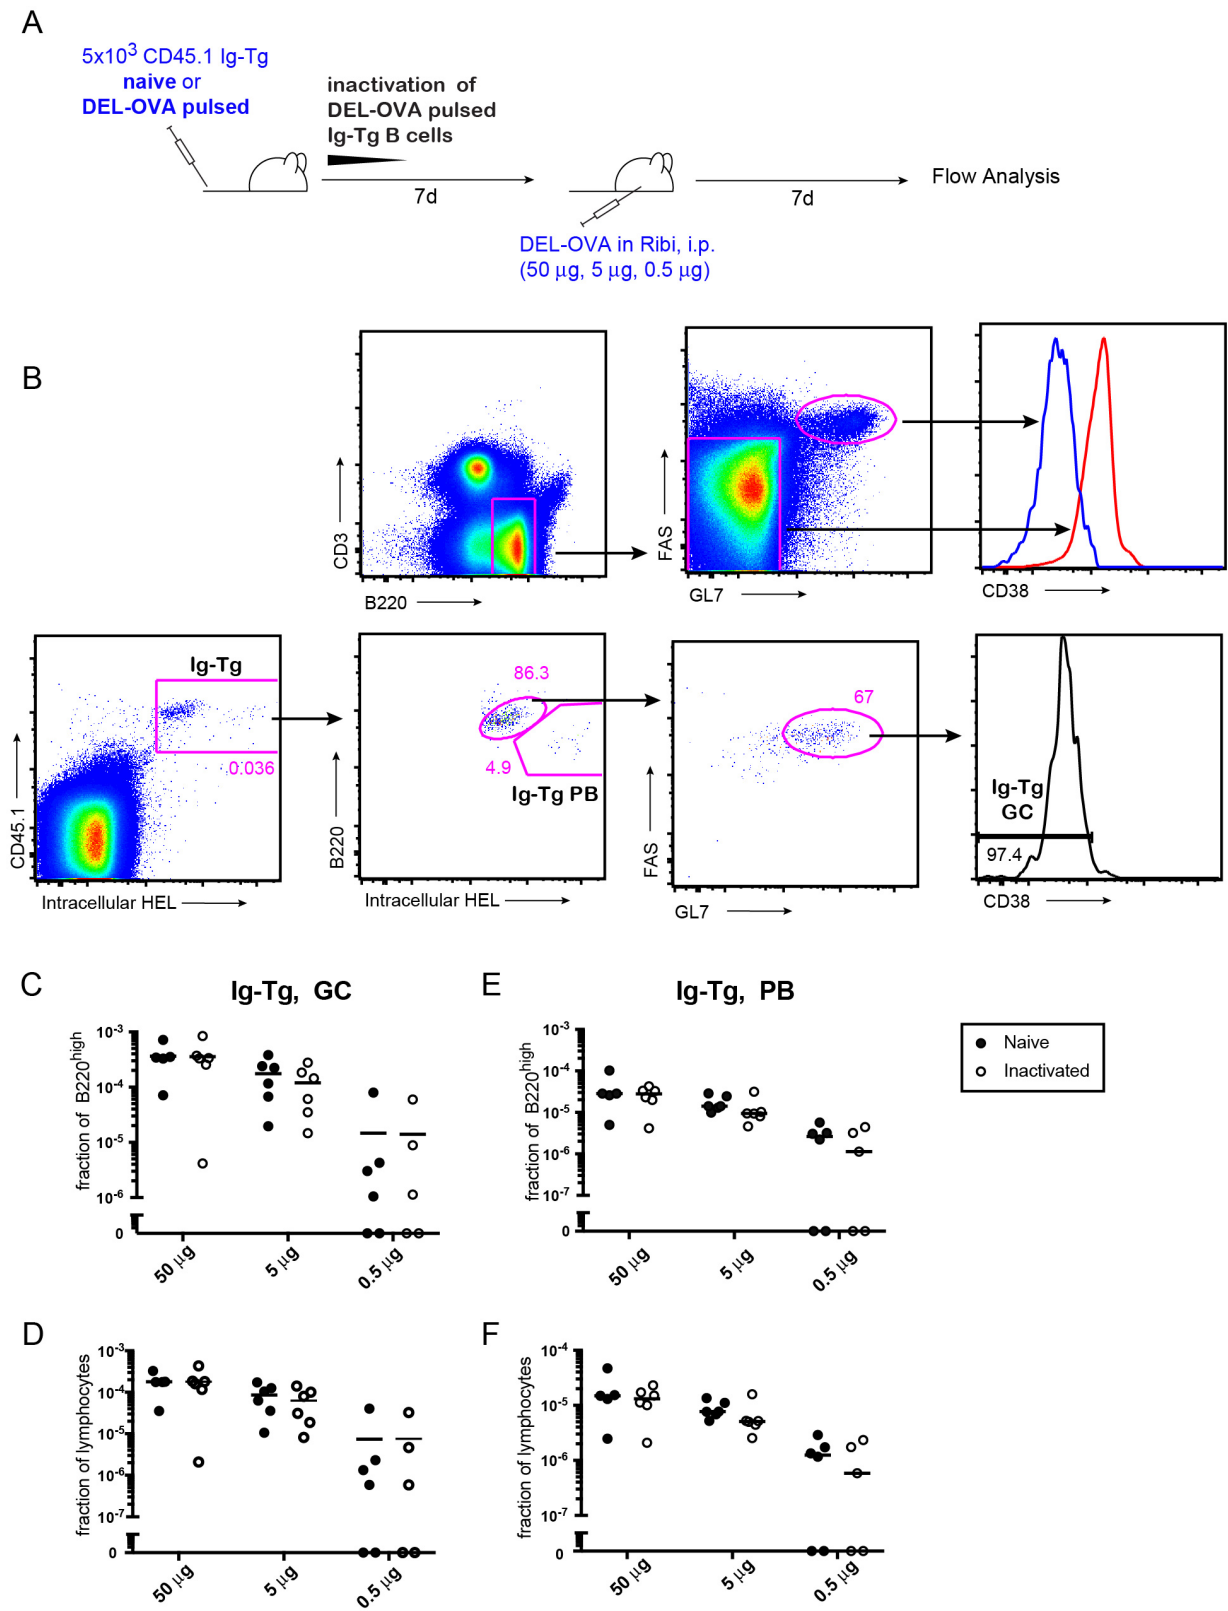 A
5x10³ CD45.1 Ig-Tg
naive or
DEL-OVA pulsed
inactivation of
DEL-OVA pulsed
Ig-Tg B cells
7d
7d
Flow Analysis
DEL-OVA in Ribi, i.p.
(50 µg, 5 µg, 0.5 µg)
B
CD3
B220
FAS
GL7
CD38
Ig-Tg
0.036
CD45.1
Intracellular HEL
86.3
4.9
Ig-Tg PB
B220
Intracellular HEL
67
FAS
GL7
Ig-Tg
GC
97.4
CD38
C
Ig-Tg, GC
fraction of B220high
10-3
10-4
10-5
10-6
0
50 µg
5 µg
0.5 µg
E
Ig-Tg, PB
fraction of B220high
10-3
10-4
10-5
10-6
10-7
0
50 µg
5 µg
0.5 µg
Naive
Inactivated
D
fraction of lymphocytes
10-3
10-4
10-5
10-6
10-7
0
50 µg
5 µg
0.5 µg
F
fraction of lymphocytes
10-4
10-5
10-6
10-7
0
50 µg
5 µg
0.5 µg